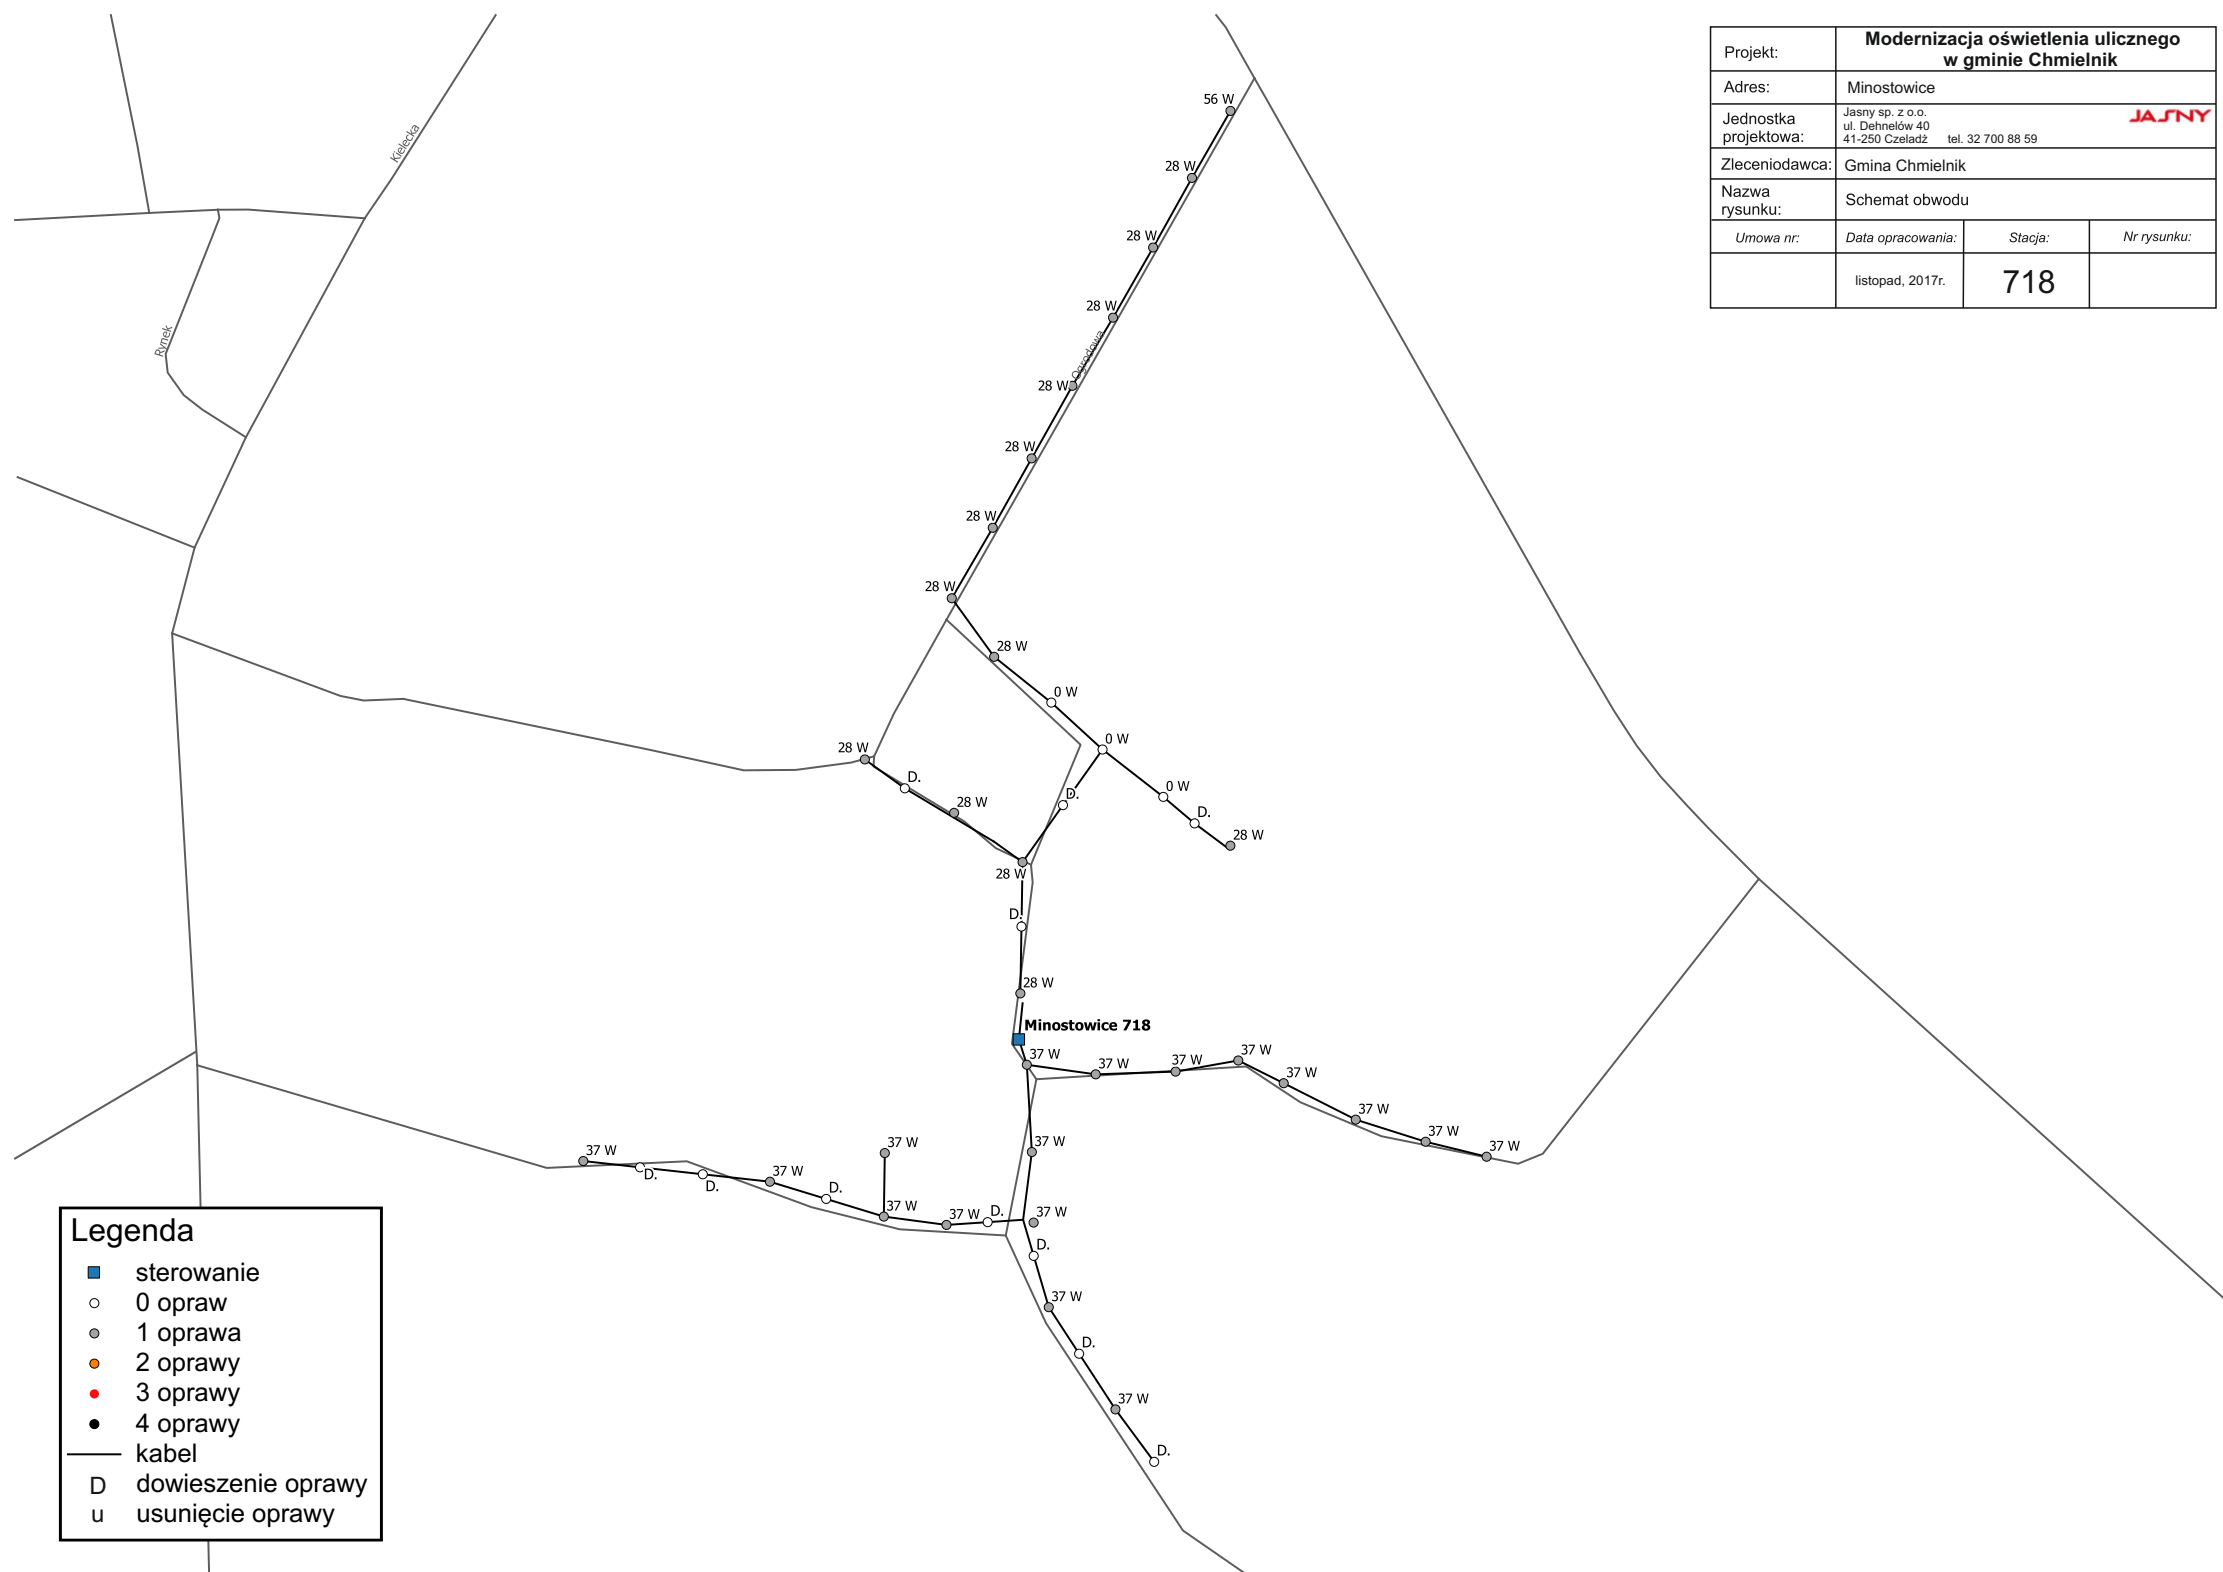 Projekt:
Modernizacja oświetlenia ulicznego
w gminie Chmielnik
Adres:
Minostowice
Jednostka
projektowa:
Jasny sp. z o.o.
ul. Dehnelów 40
41-250 Czeladż tel. 32 700 88 59
JASNY
Zleceniodawca:
Gmina Chmielnik
Nazwa
rysunku:
Schemat obwodu
Umowa nr:
Data opracowania:
Stacja:
Nr rysunku:
listopad, 2017r.
718
Kielecka
Rynek
Ogrodowa
56 W
28 W
28 W
28 W
28 W
28 W
28 W
28 W
28 W
0 W
0 W
28 W
D.
0 W
D.
28 W
D.
28 W
28 W
D.
28 W
Minostowice 718
37 W
37 W
37 W
37 W
37 W
37 W
37 W
37 W
37 W
37 W
37 W
D.
D.
37 W
D.
37 W
37 W
D.
37 W
D.
37 W
D.
37 W
D.
Legenda
sterowanie
0 opraw
1 oprawa
2 oprawy
3 oprawy
4 oprawy
kabel
D dowieszenie oprawy
u usunięcie oprawy